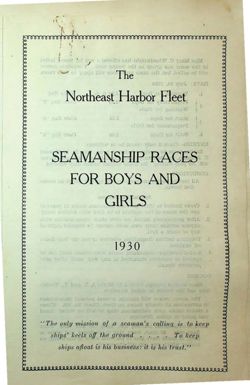 The
Northeast Harbor Fleet
SEAMANSHIP RACES
FOR BOYS AND
GIRLS
1930
"The only mission of a seaman's calling is to keep
ships' keels off the ground . . . . . To keep
ships afloat is his business: it is his trust."